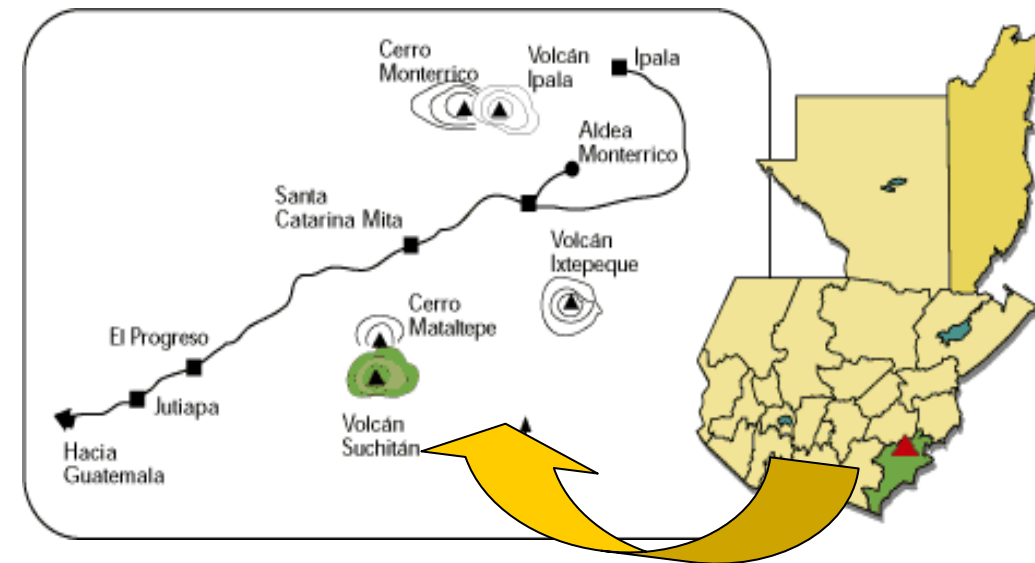 Cerro
Monterrico
Volcán
Ipala
Ipala
Aldea
Monterrico
Santa
Catarina Mita
Volcán
Ixtepeque
Cerro
Mataltepe
El Progreso
Jutiapa
Volcán
Suchitán
Hacia
Guatemala